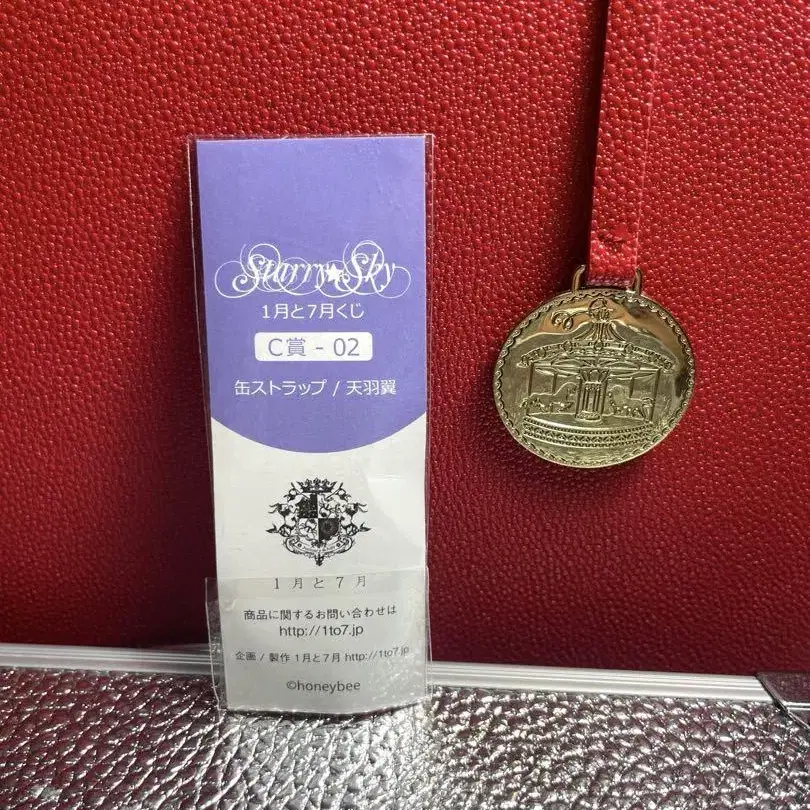 Starry★Sky
1月と7月くじ
C賞 - 02
缶ストラップ / 天羽翼
1月と7月
商品に関するお問い合わせは
http://1to7.jp
企画 / 製作 1月と7月 http://1to7.jp
©honeybee